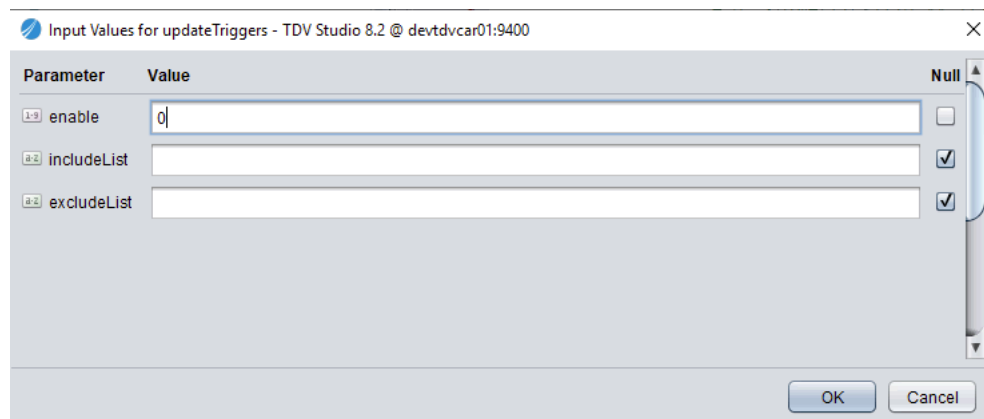 Input Values for updateTriggers - TDV Studio 8.2 @ devtdvcar01:9400
Parameter Value Null
1-9 enable 0
a-z includeList
a-z excludeList
OK Cancel